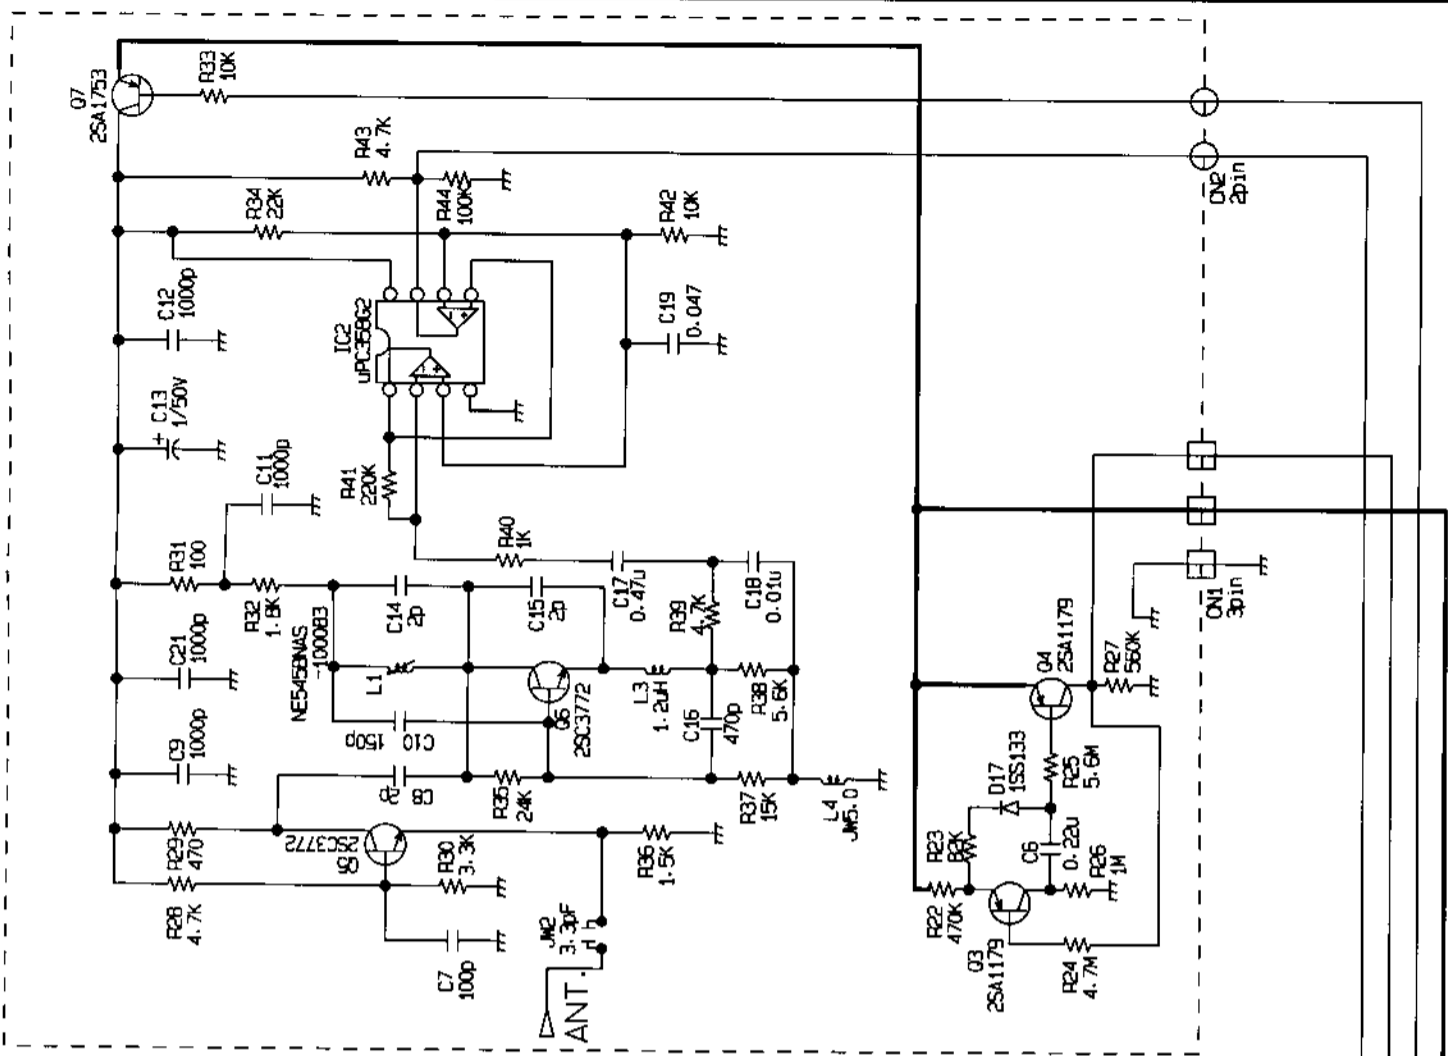 Q7
2SA1753
R33
10K
R43
4.7K
R34
22K
R44
100K
R42
10K
CN2
2pin
C12
1000p
IC2
uPC358G2
C19
0.047
C13
1/50V
+
C11
1000p
R41
220K
R31
100
R40
1K
C17
0.47u
R39
4.7K
C18
0.01u
R32
1.8K
C14
2p
C15
2p
C21
1000p
NE545BNAS
-100083
L1
L3
1.2uH
R38
5.6K
C10
150p
Q6
2SC3772
C16
470p
C9
1000p
C8
R35
24K
R37
15K
L4
JW5.0
R29
470
2SC3772
R30
3.3K
R36
1.5K
R28
4.7K
C7
100p
JW2
3.3pF
ANT.
CN1
3pin
Q4
2SA1179
R27
560K
D17
1SS133
R25
5.6M
R23
82K
C6
0.22u
R26
1M
R22
470K
Q3
2SA1179
R24
4.7M